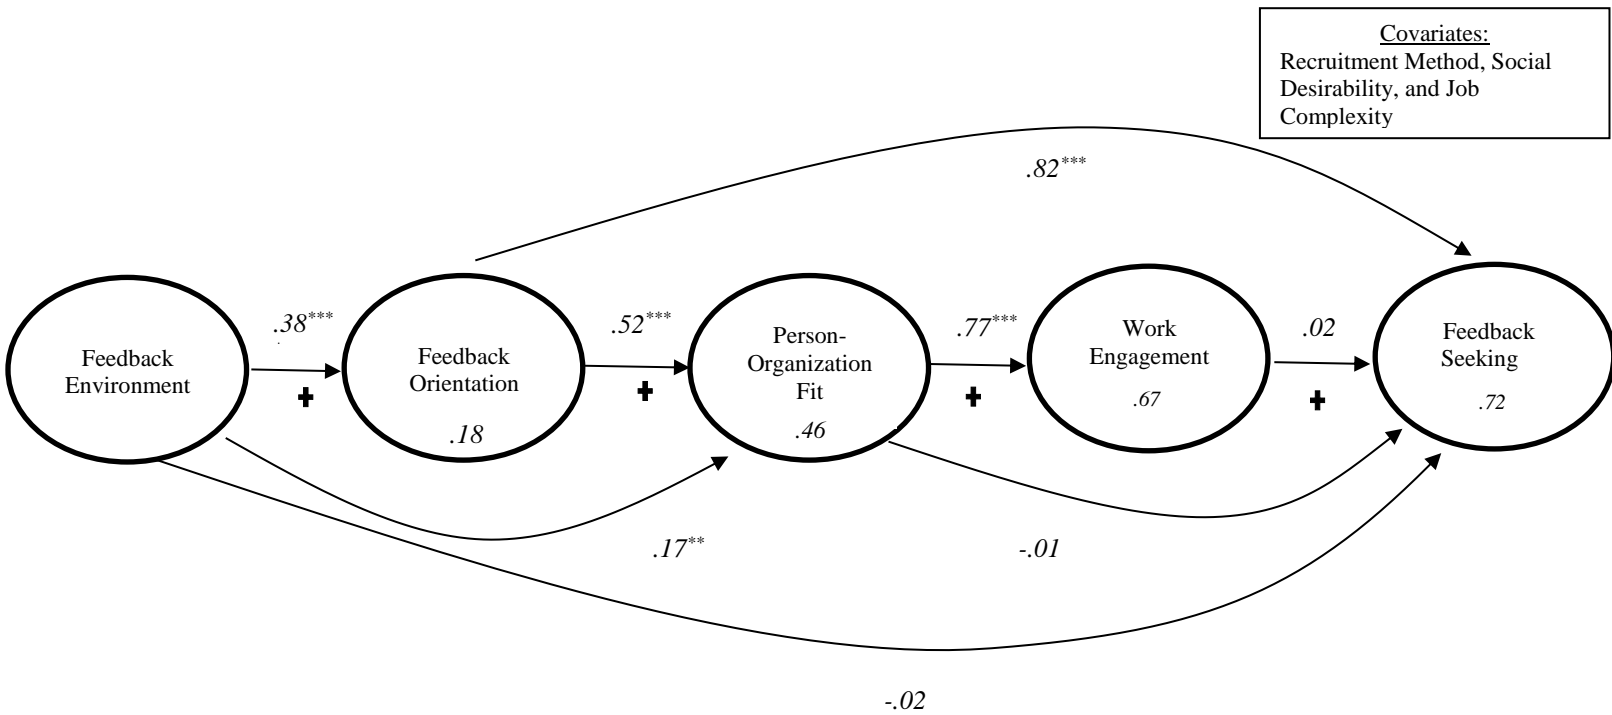 Covariates:
Recruitment Method, Social
Desirability, and Job
Complexity
.82***
.38***
.52***
.77***
.02
Feedback
Environment
Feedback
Orientation
.18
Person-
Organization
Fit
.46
Work
Engagement
.67
Feedback
Seeking
.72
+
+
+
+
.17**
-.01
-.02